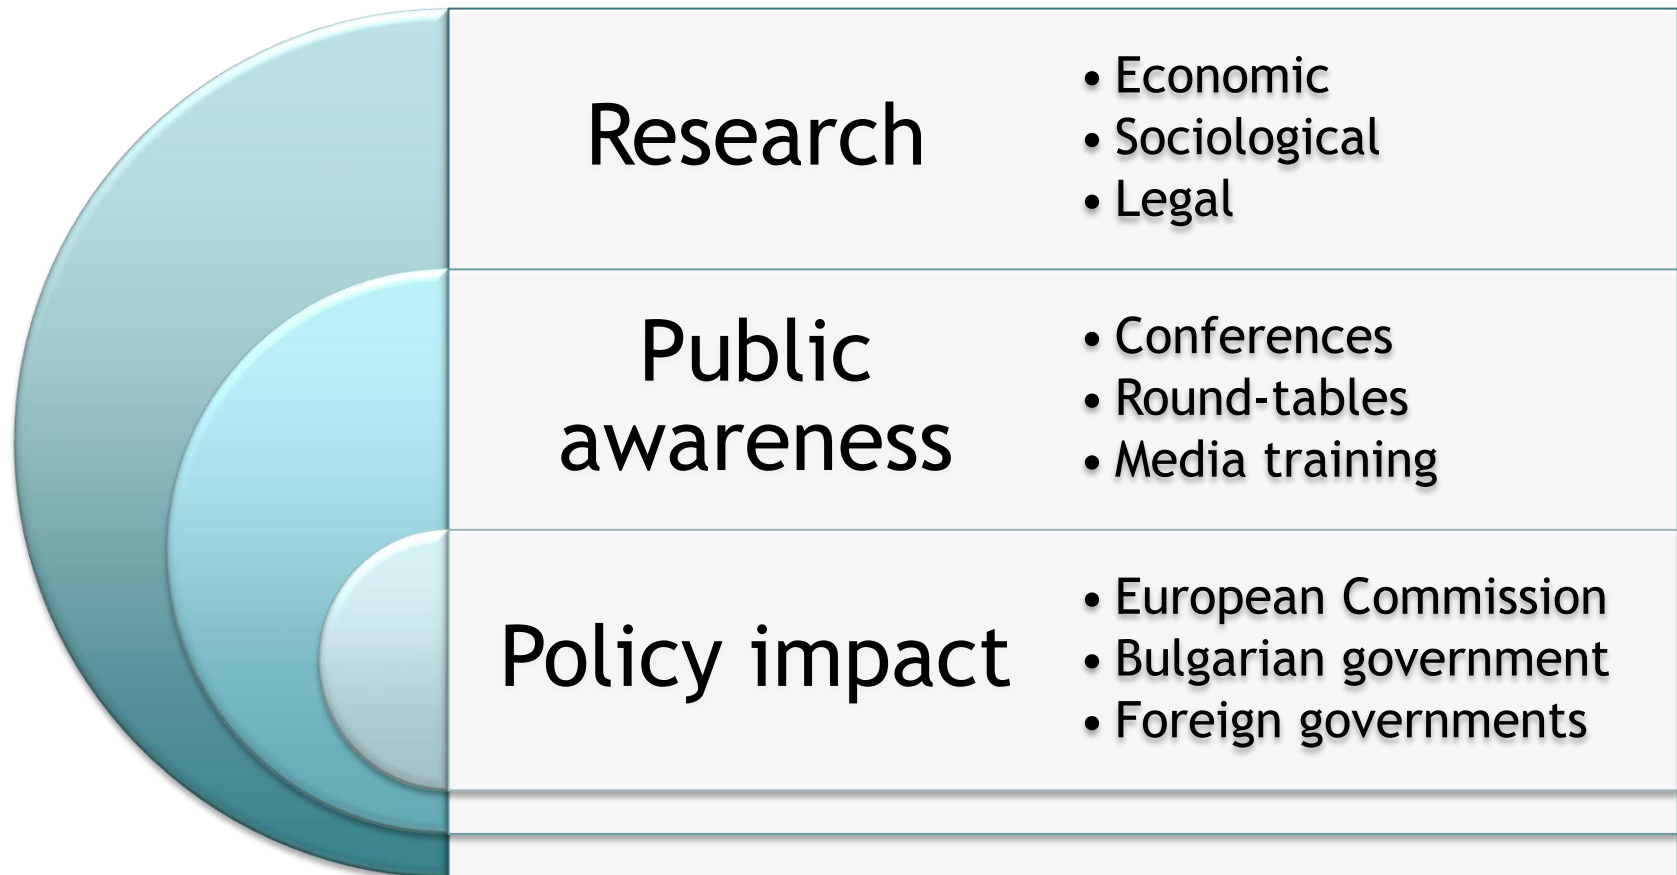 Research
• Economic
• Sociological
• Legal
Public
awareness
• Conferences
• Round-tables
• Media training
Policy impact
• European Commission
• Bulgarian government
• Foreign governments